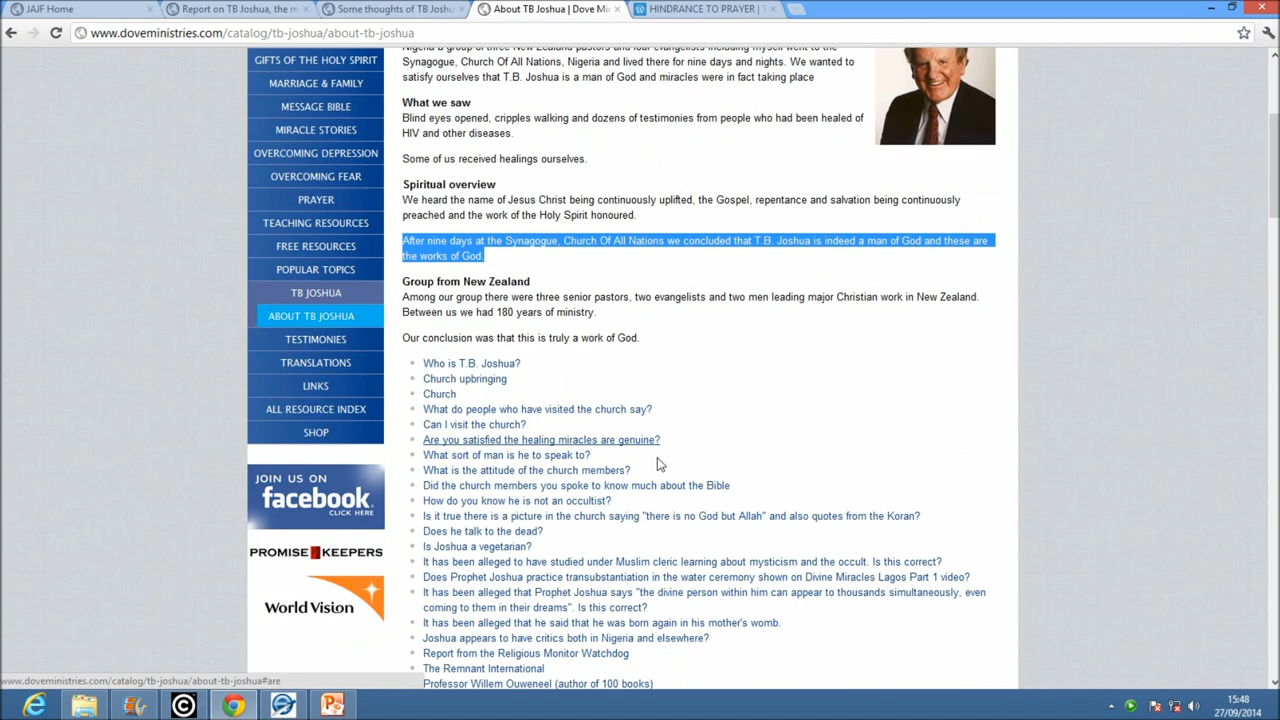 JAJF Home
Report on TB Joshua, the m
Some thoughts of TB Joshu
About TB Joshua | Dove Mi
HINDRANCE TO PRAYER | T
www.doveministries.com/catalog/tb-joshua/about-tb-joshua
GIFTS OF THE HOLY SPIRIT
MARRIAGE & FAMILY
MESSAGE BIBLE
MIRACLE STORIES
OVERCOMING DEPRESSION
OVERCOMING FEAR
PRAYER
TEACHING RESOURCES
FREE RESOURCES
POPULAR TOPICS
TB JOSHUA
ABOUT TB JOSHUA
TESTIMONIES
TRANSLATIONS
LINKS
ALL RESOURCE INDEX
SHOP
JOIN US ON
facebook
CLICK HERE
PROMISE KEEPERS
World Vision
Nigeria a group of three New Zealand pastors and four evangelists including myself went to the
Synagogue, Church Of All Nations, Nigeria and lived there for nine days and nights. We wanted to
satisfy ourselves that T.B. Joshua is a man of God and miracles were in fact taking place
What we saw
Blind eyes opened, cripples walking and dozens of testimonies from people who had been healed of
HIV and other diseases.
Some of us received healings ourselves.
Spiritual overview
We heard the name of Jesus Christ being continuously uplifted, the Gospel, repentance and salvation being continously
preached and the work of the Holy Spirit honoured.
After nine days at the Synagogue, Church Of All Nations we concluded that T.B. Joshua is indeed a man of God and these are
the works of God.
Group from New Zealand
Among our group there were three senior pastors, two evangelists and two men leading major Christian work in New Zealand.
Between us we had 180 years of ministry.
Our conclusion was that this is truly a work of God.
Who is T.B. Joshua?
Church upbringing
Church
What do people who have visited the church say?
Can I visit the church?
Are you satisfied the healing miracles are genuine?
What sort of man is he to speak to?
What is the attitude of the church members?
Did the church members you spoke to know much about the Bible
How do you know he is not an occultist?
Is it true there is a picture in the church saying "there is no God but Allah" and also quotes from the Koran?
Does he talk to the dead?
Is Joshua a vegetarian?
It has been alleged to have studied under Muslim cleric learning about mysticism and the occult. Is this correct?
Does Prophet Joshua practice transubstantiation in the water ceremony shown on Divine Miracles Lagos Part 1 video?
It has been alleged that Prophet Joshua says "the divine person within him can appear to thousands simultaneously, even
coming to them in their dreams". Is this correct?
It has been alleged that he said that he was born again in his mother's womb.
Joshua appears to have critics both in Nigeria and elsewhere?
Report from the Religious Monitor Watchdog
The Remnant International
Professor Willem Ouweneel (author of 100 books)
www.doveministries.com/catalog/tb-joshua/about-tb-joshua#are
15:48
27/09/2014